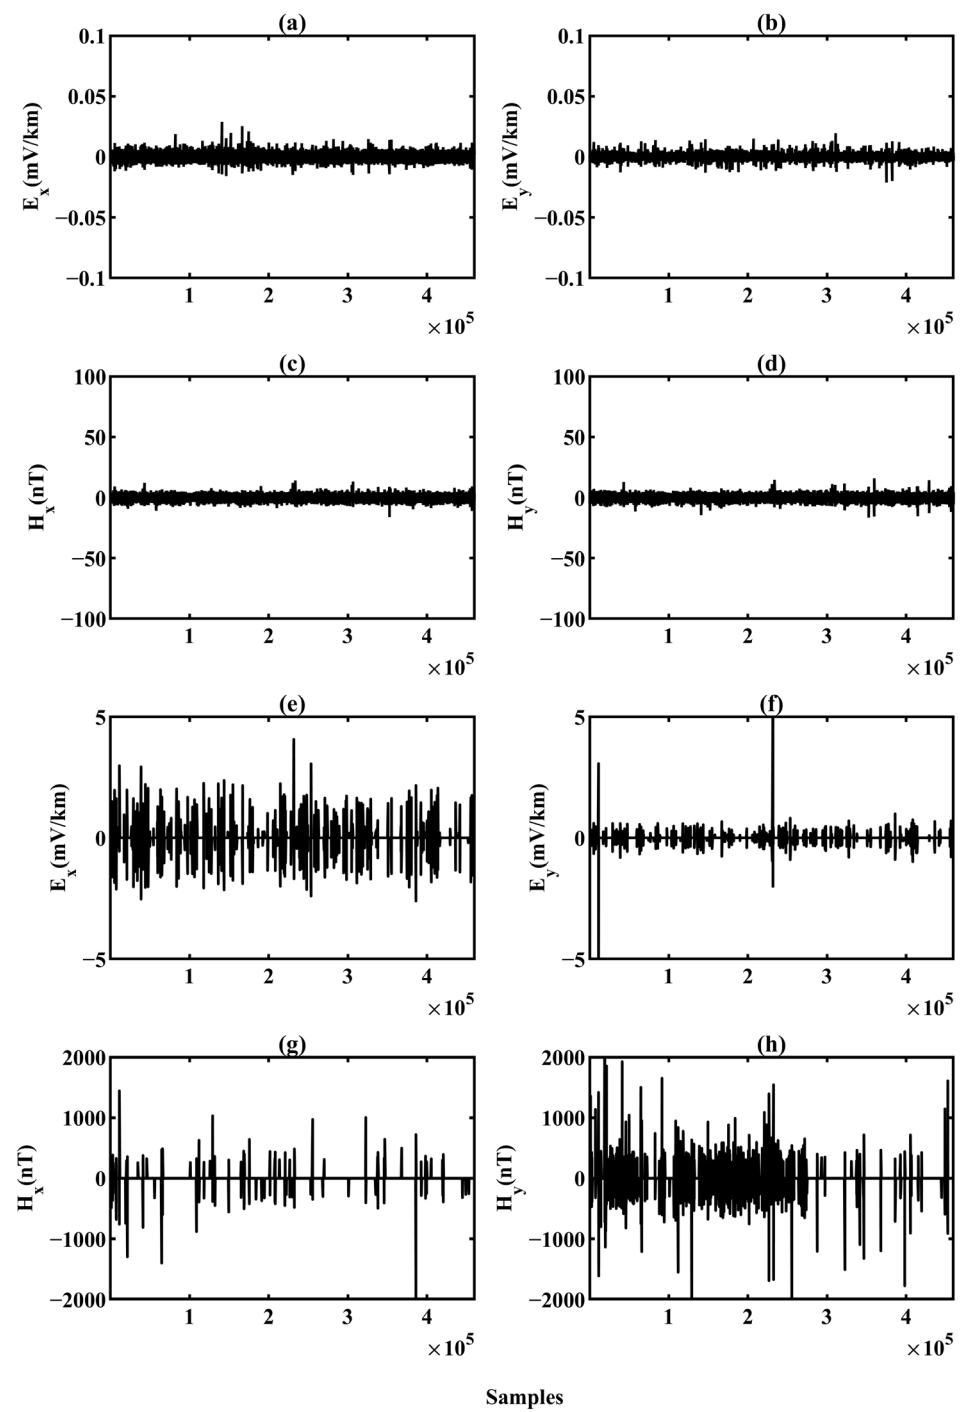 (a) (b)
0.1 0.1
0.05 0.05
0 0
−0.05 −0.05
−0.1 −0.1
E_x(mV/km) E_y(mV/km)
1 2 3 4 1 2 3 4
×10^5 ×10^5
(c) (d)
100 100
50 50
0 0
−50 −50
−100 −100
H_x(nT) H_y(nT)
1 2 3 4 1 2 3 4
×10^5 ×10^5
(e) (f)
5 5
0 0
−5 −5
E_x(mV/km) E_y(mV/km)
1 2 3 4 1 2 3 4
×10^5 ×10^5
(g) (h)
2000 2000
1000 1000
0 0
−1000 −1000
−2000 −2000
H_x(nT) H_y(nT)
1 2 3 4 1 2 3 4
×10^5 ×10^5
Samples